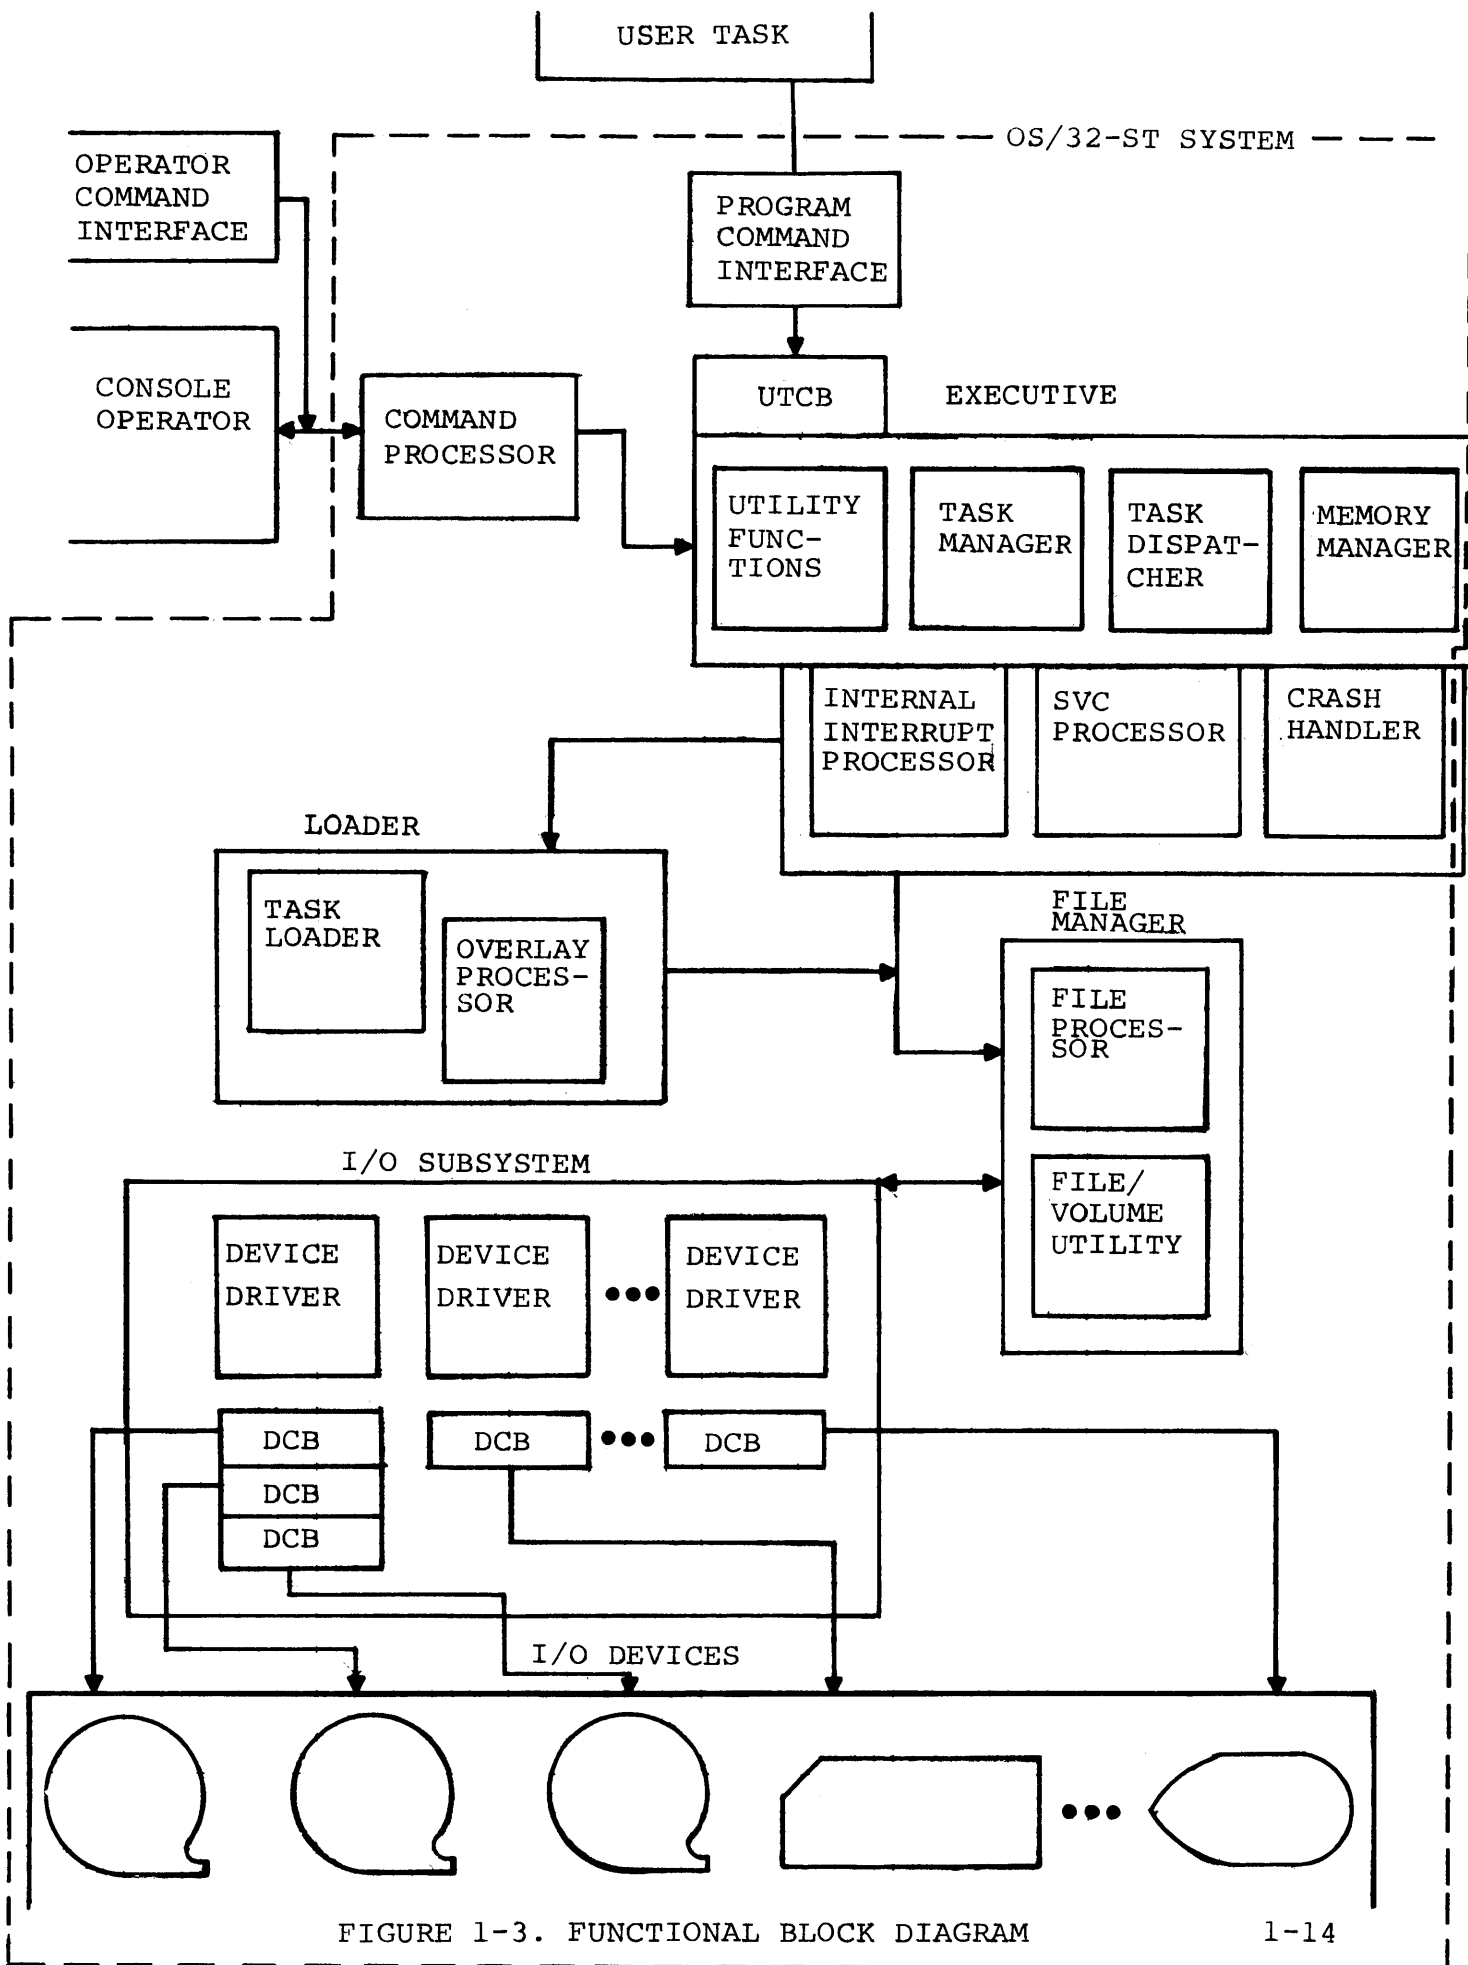 USER TASK
OS/32-ST SYSTEM
OPERATOR
COMMAND
INTERFACE
PROGRAM
COMMAND
INTERFACE
CONSOLE
OPERATOR
COMMAND
PROCESSOR
UTCB
EXECUTIVE
UTILITY
FUNC-
TIONS
TASK
MANAGER
TASK
DISPAT-
CHER
MEMORY
MANAGER
INTERNAL
INTERRUPT
PROCESSOR
SVC
PROCESSOR
CRASH
HANDLER
LOADER
TASK
LOADER
OVERLAY
PROCES-
SOR
FILE
MANAGER
FILE
PROCES-
SOR
FILE/
VOLUME
UTILITY
I/O SUBSYSTEM
DEVICE
DRIVER
DEVICE
DRIVER
•••
DEVICE
DRIVER
DCB
DCB
DCB
DCB
•••
DCB
I/O DEVICES
•••
FIGURE 1-3. FUNCTIONAL BLOCK DIAGRAM
1-14